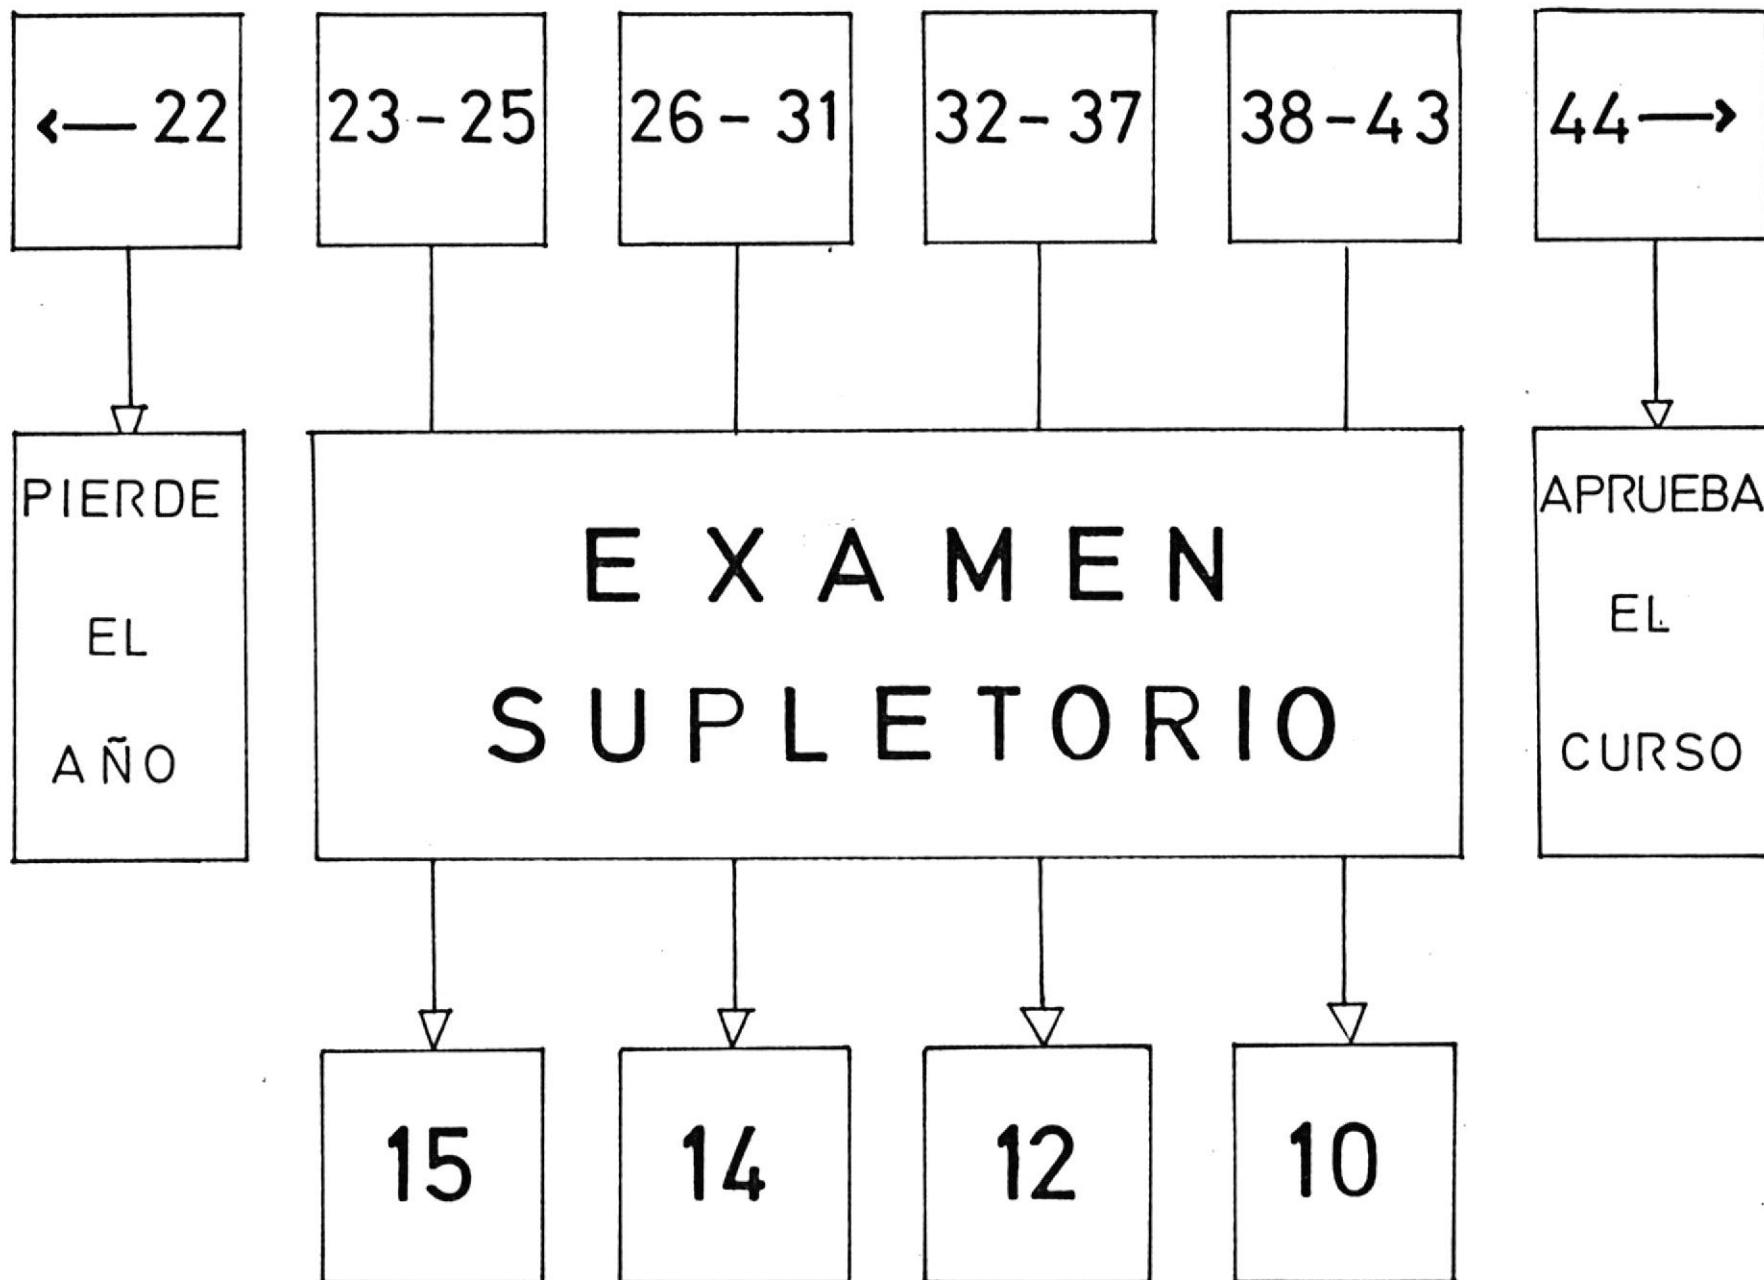 ← 22 23-25 26-31 32-37 38-43 44 →
PIERDE
EL
AÑO
EXAMEN
SUPLETORIO
APRUEBA
EL
CURSO
15 14 12 10